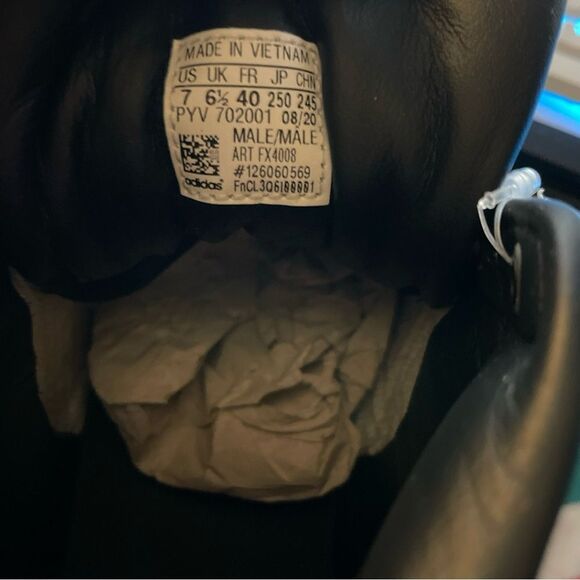 MADE IN VIETNAM
US UK FR JP CHN
7 6½ 40 250 245
PYV 702001 08/20
MALE/MÂLE
ART FX4008
#126060569
adidas